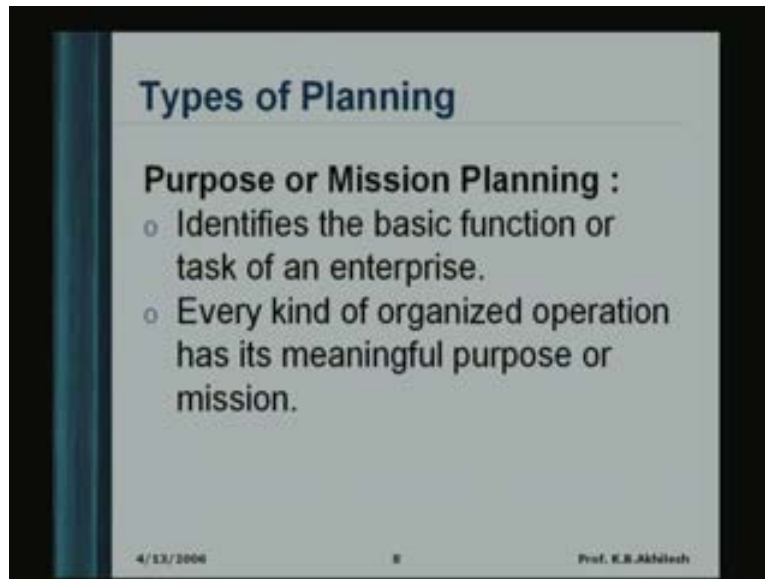 Types of Planning
Purpose or Mission Planning :
o Identifies the basic function or
task of an enterprise.
o Every kind of organized operation
has its meaningful purpose or
mission.
4/13/2006 8 Prof. K.B.Akhilesh